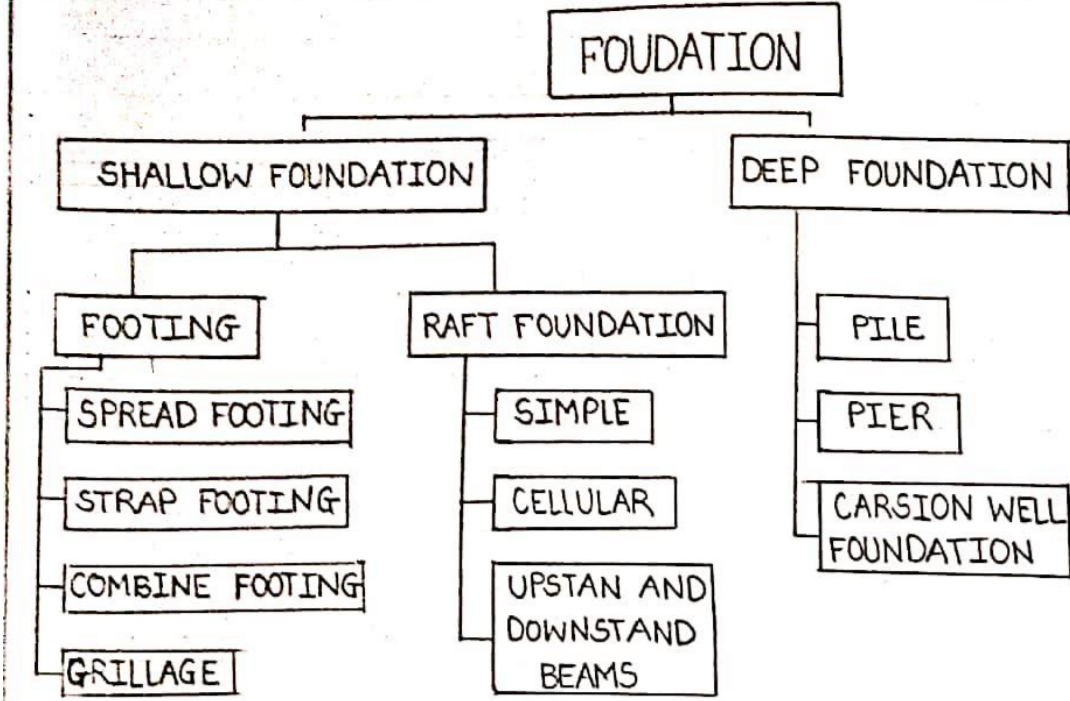 FOUDATION
SHALLOW FOUNDATION
DEEP FOUNDATION
FOOTING
SPREAD FOOTING
STRAP FOOTING
COMBINE FOOTING
GRILLAGE
RAFT FOUNDATION
SIMPLE
CELLULAR
UPSTAN AND
DOWNSTAND
BEAMS
PILE
PIER
CARSION WELL
FOUNDATION